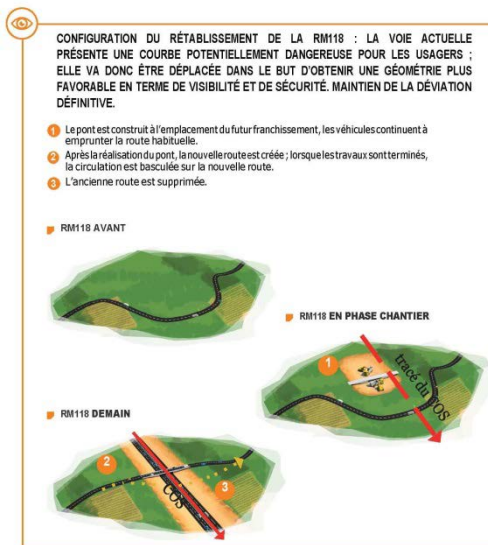 CONFIGURATION DU RÉTABLISSEMENT DE LA RM118 : LA VOIE ACTUELLE
PRÉSENTE UNE COURBE POTENTIELLEMENT DANGEREUSE POUR LES USAGERS ;
ELLE VA DONC ÊTRE DÉPLACÉE DANS LE BUT D'OBTENIR UNE GÉOMÉTRIE PLUS
FAVORABLE EN TERME DE VISIBILITÉ ET DE SÉCURITÉ. MAINTIEN DE LA DÉVIATION
DÉFINITIVE.
1 Le pont est construit à l'emplacement du futur franchissement, les véhicules continuent à
emprunter la route habituelle.
2 Après la réalisation du pont, la nouvelle route est créée ; lorsque les travaux sont terminés,
la circulation est basculée sur la nouvelle route.
3 L'ancienne route est supprimée.
RM118 AVANT
RM118 EN PHASE CHANTIER
1
tracé du COS
RM118 DEMAIN
2
3
COS